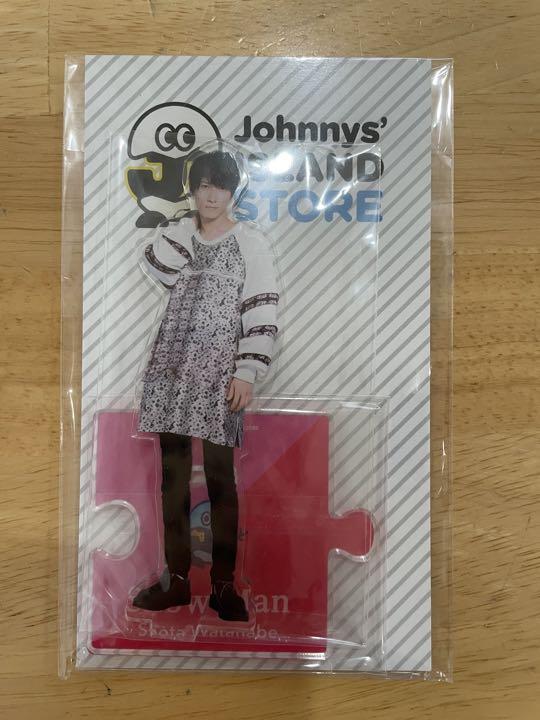 Johnnys'
ISLAND
STORE
Snow Man
Shota Watanabe